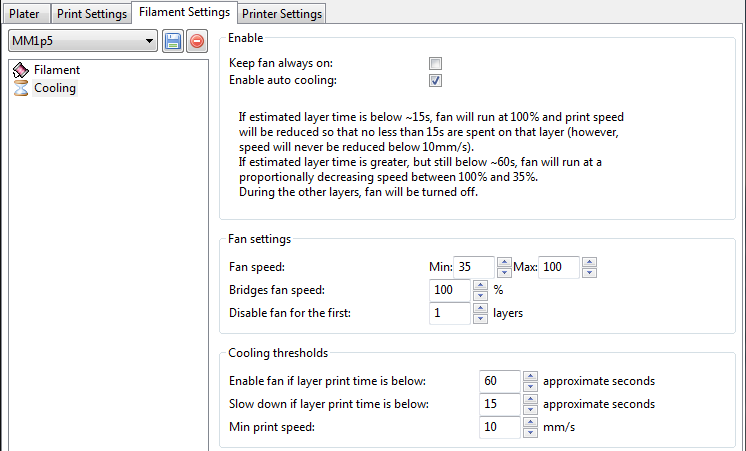 Plater Print Settings Filament Settings Printer Settings
MM1p5
Filament
Cooling
Enable
Keep fan always on:
Enable auto cooling:
If estimated layer time is below ~15s, fan will run at 100% and print speed
will be reduced so that no less than 15s are spent on that layer (however,
speed will never be reduced below 10mm/s).
If estimated layer time is greater, but still below ~60s, fan will run at a
proportionally decreasing speed between 100% and 35%.
During the other layers, fan will be turned off.
Fan settings
Fan speed: Min: 35 Max: 100
Bridges fan speed: 100 %
Disable fan for the first: 1 layers
Cooling thresholds
Enable fan if layer print time is below: 60 approximate seconds
Slow down if layer print time is below: 15 approximate seconds
Min print speed: 10 mm/s